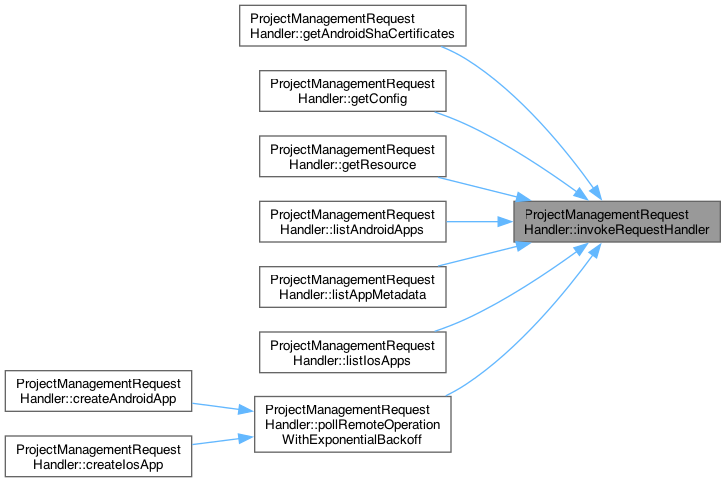 ProjectManagementRequest
Handler::getAndroidShaCertificates
ProjectManagementRequest
Handler::getConfig
ProjectManagementRequest
Handler::getResource
ProjectManagementRequest
Handler::listAndroidApps
ProjectManagementRequest
Handler::invokeRequestHandler
ProjectManagementRequest
Handler::listAppMetadata
ProjectManagementRequest
Handler::listIosApps
ProjectManagementRequest
Handler::createAndroidApp
ProjectManagementRequest
Handler::pollRemoteOperation
WithExponentialBackoff
ProjectManagementRequest
Handler::createIosApp